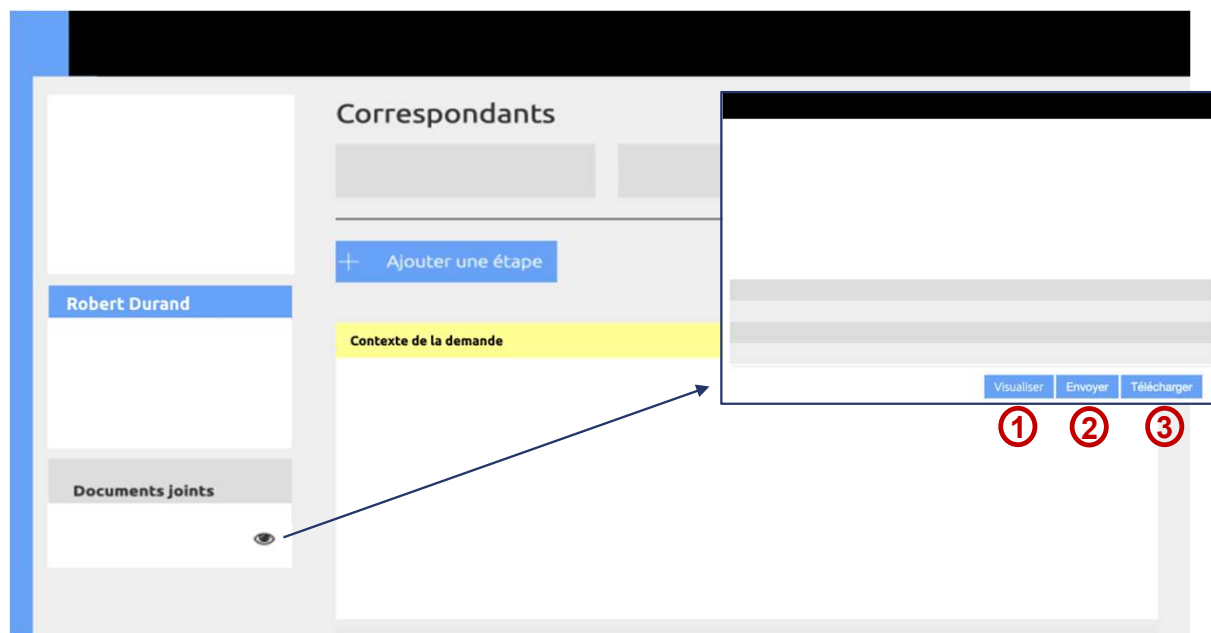 Correspondants
+ Ajouter une étape
Robert Durand
Contexte de la demande
Documents joints
Visualiser Envoyer Télécharger
1 2 3